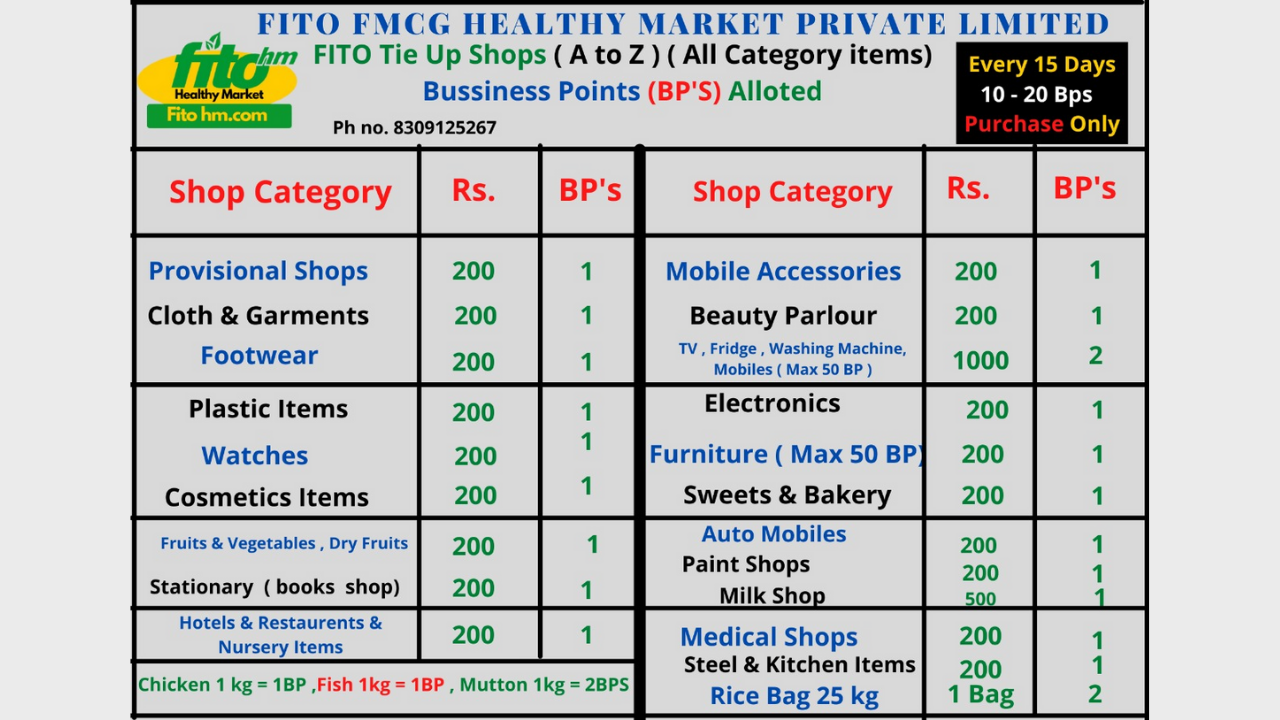 FITO FMCG HEALTHY MARKET PRIVATE LIMITED
fito hm
Healthy Market
Fito hm.com
FITO Tie Up Shops ( A to Z ) ( All Category items)
Bussiness Points (BP'S) Alloted
Ph no. 8309125267
Every 15 Days
10 - 20 Bps
Purchase Only
Shop Category Rs. BP's
Provisional Shops 200 1
Cloth & Garments 200 1
Footwear 200 1
Plastic Items 200 1
Watches 200 1
Cosmetics Items 200 1
Fruits & Vegetables , Dry Fruits 200 1
Stationary ( books shop) 200 1
Hotels & Restaurents &
Nursery Items 200 1
Chicken 1 kg = 1BP ,Fish 1kg = 1BP , Mutton 1kg = 2BPS
Shop Category Rs. BP's
Mobile Accessories 200 1
Beauty Parlour 200 1
TV , Fridge , Washing Machine,
Mobiles ( Max 50 BP ) 1000 2
Electronics 200 1
Furniture ( Max 50 BP) 200 1
Sweets & Bakery 200 1
Auto Mobiles 200 1
Paint Shops 200 1
Milk Shop 500 1
Medical Shops 200 1
Steel & Kitchen Items 200 1
Rice Bag 25 kg 1 Bag 2